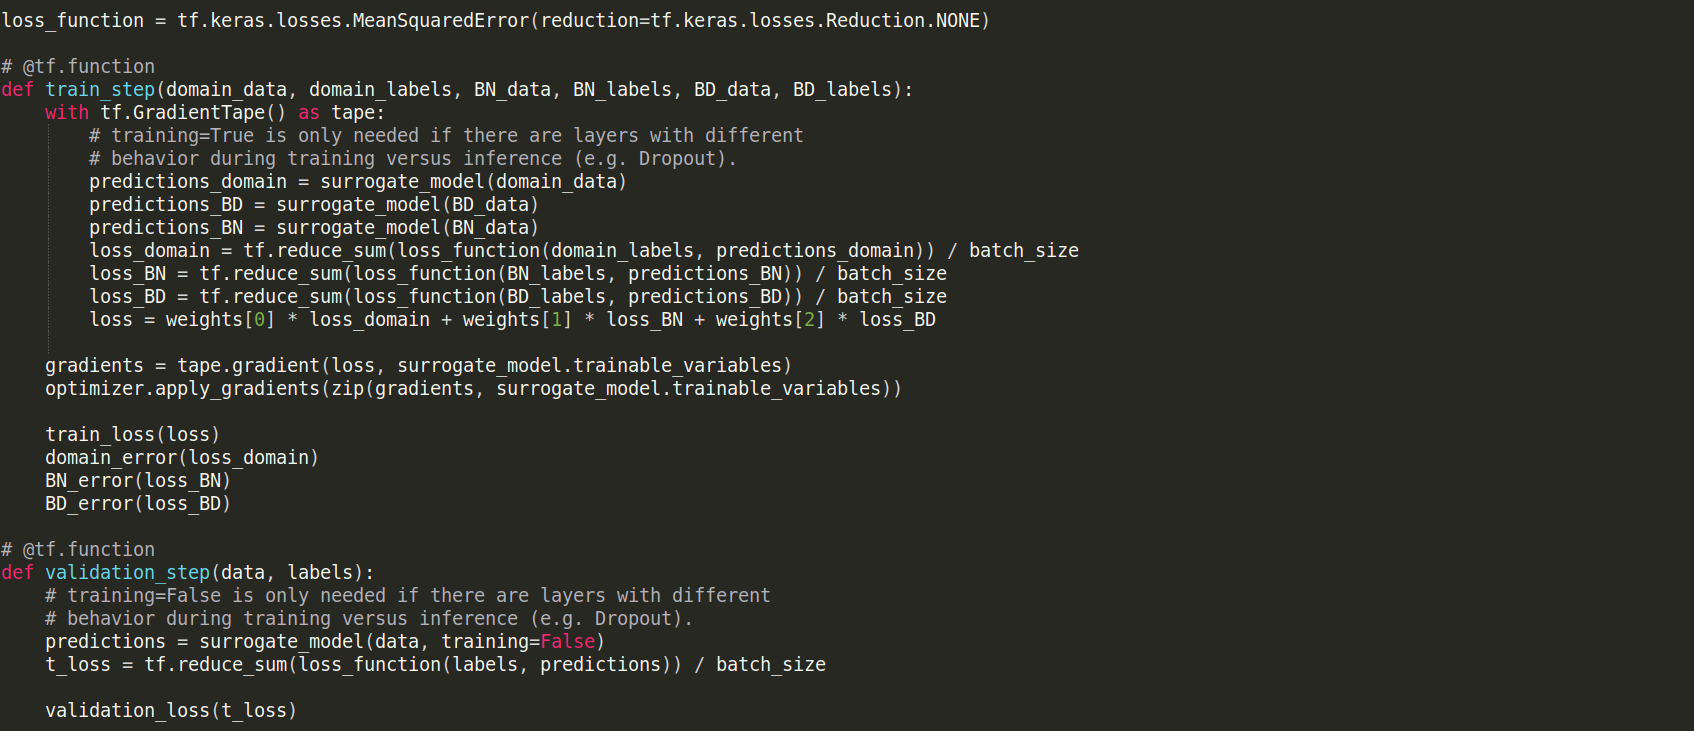 loss_function = tf.keras.losses.MeanSquaredError(reduction=tf.keras.losses.Reduction.NONE)
# @tf.function
def train_step(domain_data, domain_labels, BN_data, BN_labels, BD_data, BD_labels):
    with tf.GradientTape() as tape:
        # training=True is only needed if there are layers with different
        # behavior during training versus inference (e.g. Dropout).
        predictions_domain = surrogate_model(domain_data)
        predictions_BD = surrogate_model(BD_data)
        predictions_BN = surrogate_model(BN_data)
        loss_domain = tf.reduce_sum(loss_function(domain_labels, predictions_domain)) / batch_size
        loss_BN = tf.reduce_sum(loss_function(BN_labels, predictions_BN)) / batch_size
        loss_BD = tf.reduce_sum(loss_function(BD_labels, predictions_BD)) / batch_size
        loss = weights[0] * loss_domain + weights[1] * loss_BN + weights[2] * loss_BD
    gradients = tape.gradient(loss, surrogate_model.trainable_variables)
    optimizer.apply_gradients(zip(gradients, surrogate_model.trainable_variables))
    train_loss(loss)
    domain_error(loss_domain)
    BN_error(loss_BN)
    BD_error(loss_BD)
# @tf.function
def validation_step(data, labels):
    # training=False is only needed if there are layers with different
    # behavior during training versus inference (e.g. Dropout).
    predictions = surrogate_model(data, training=False)
    t_loss = tf.reduce_sum(loss_function(labels, predictions)) / batch_size
    validation_loss(t_loss)